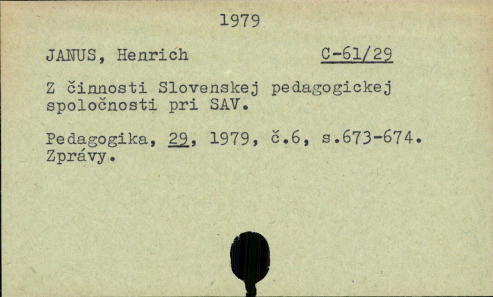 1979
JANUS, Henrich C-61/29
Z činnosti Slovenskej pedagogickej
spoločnosti pri SAV.
Pedagogika, 29, 1979, č.6, s.673-674.
Zprávy.